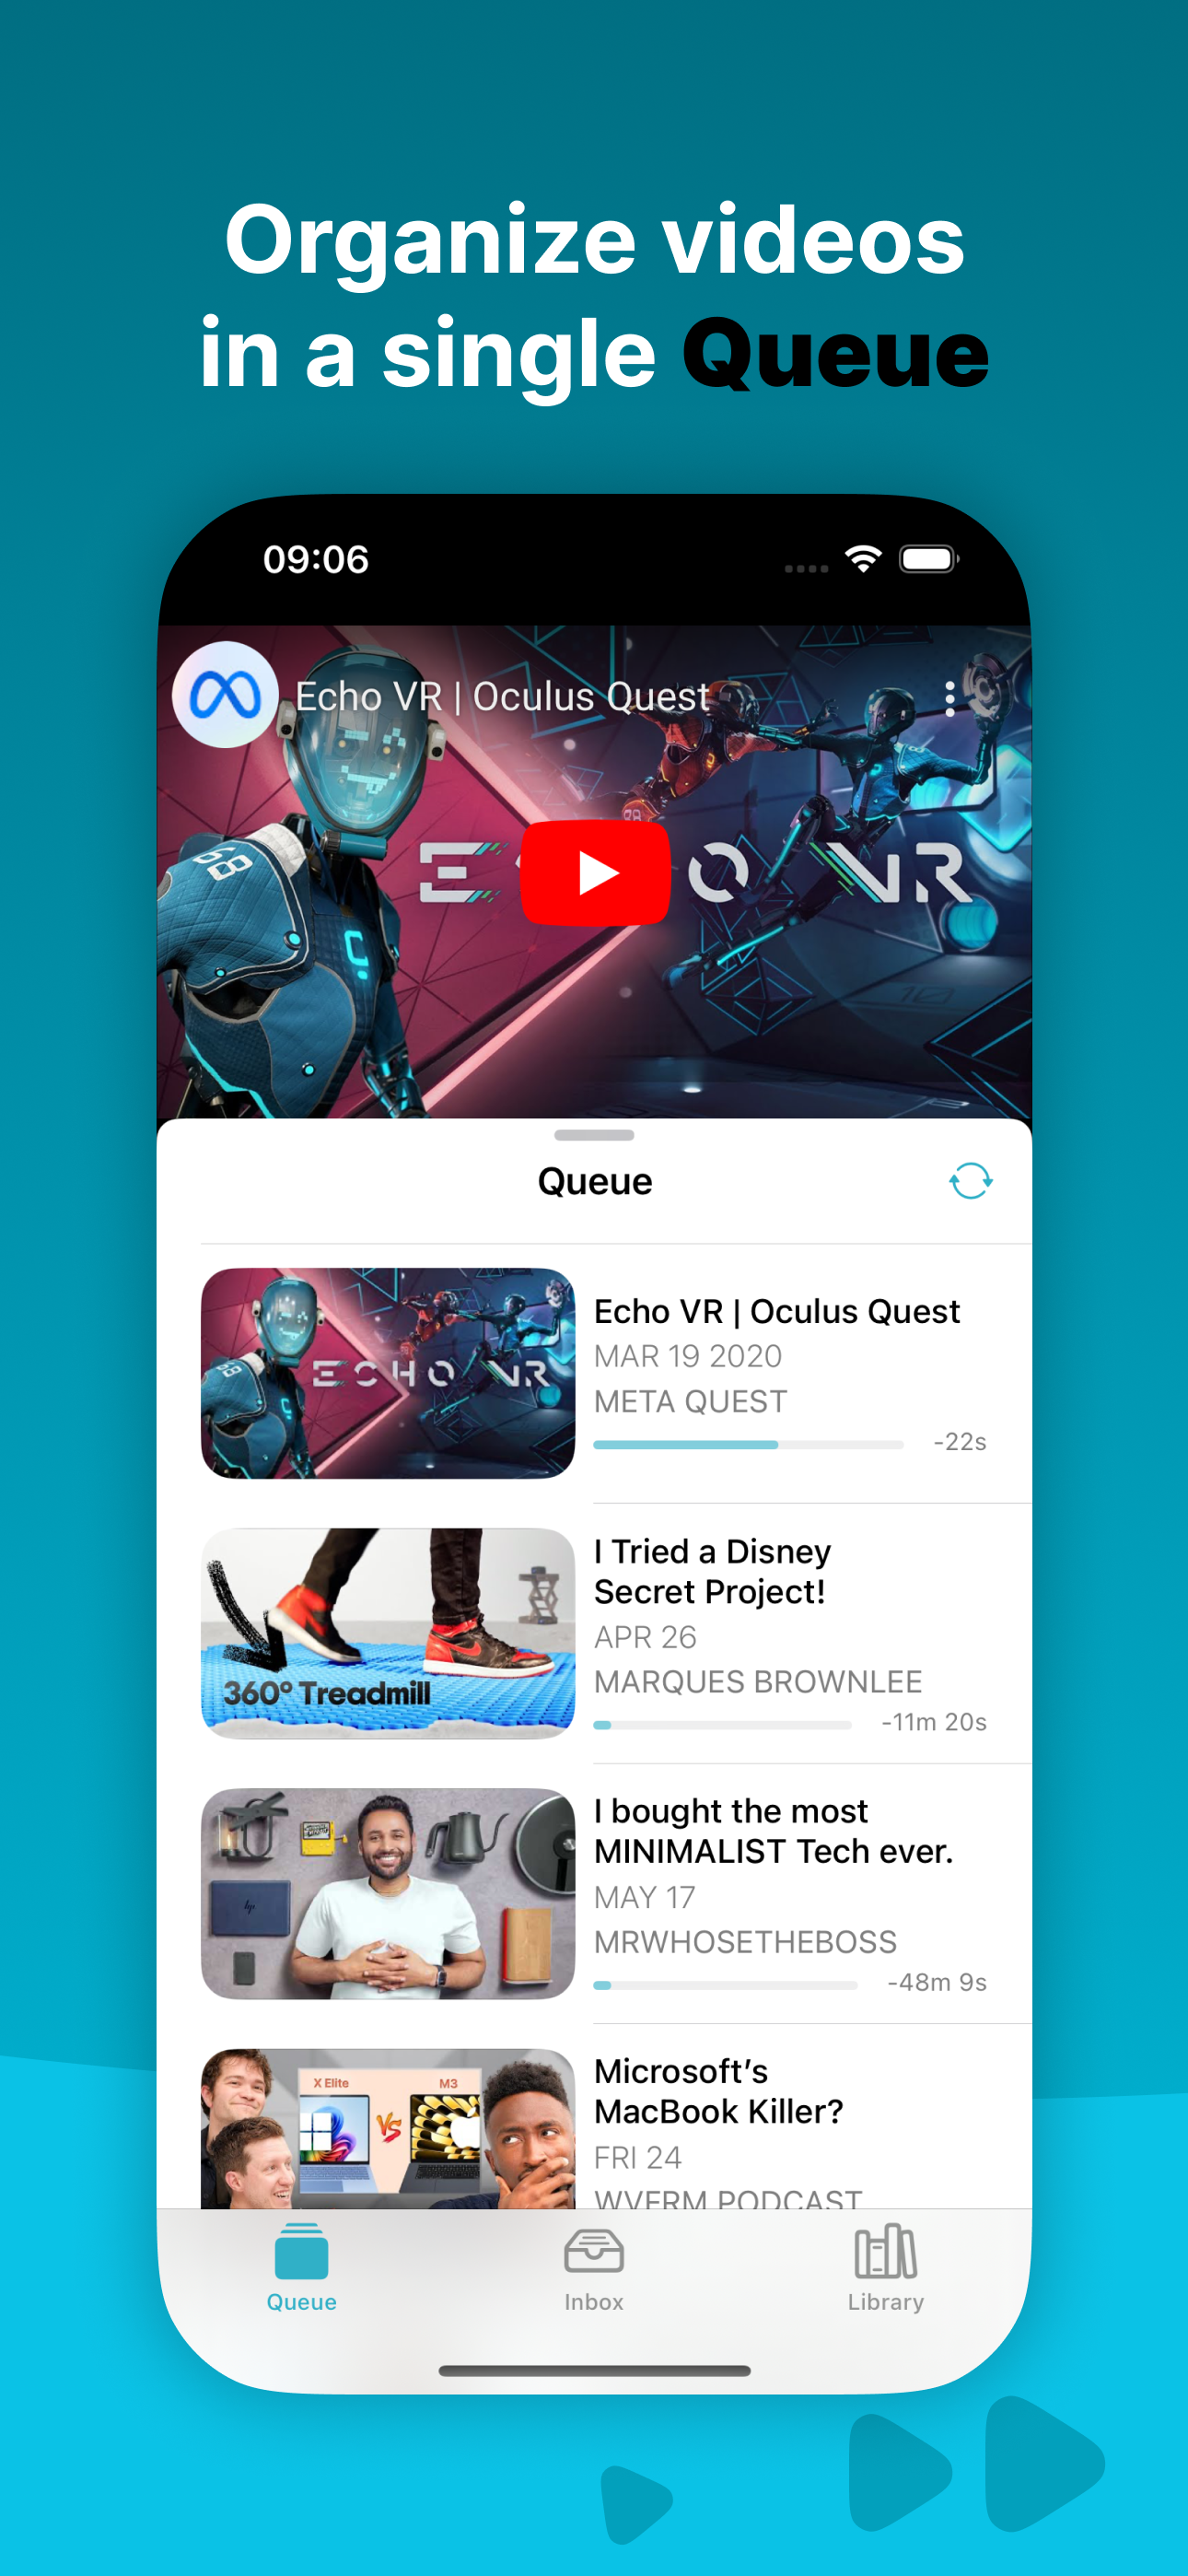 Organize videos
in a single Queue
09:06
Echo VR | Oculus Quest
68
ECHO VR
Queue
ECHO VR
68
Echo VR | Oculus Quest
MAR 19 2020
META QUEST
-22s
360° Treadmill
I Tried a Disney
Secret Project!
APR 26
MARQUES BROWNLEE
-11m 20s
hp
I bought the most
MINIMALIST Tech ever.
MAY 17
MRWHOSETHEBOSS
-48m 9s
X Elite
M3
VS
Microsoft’s
MacBook Killer?
FRI 24
WVFRM PODCAST
Queue
Inbox
Library